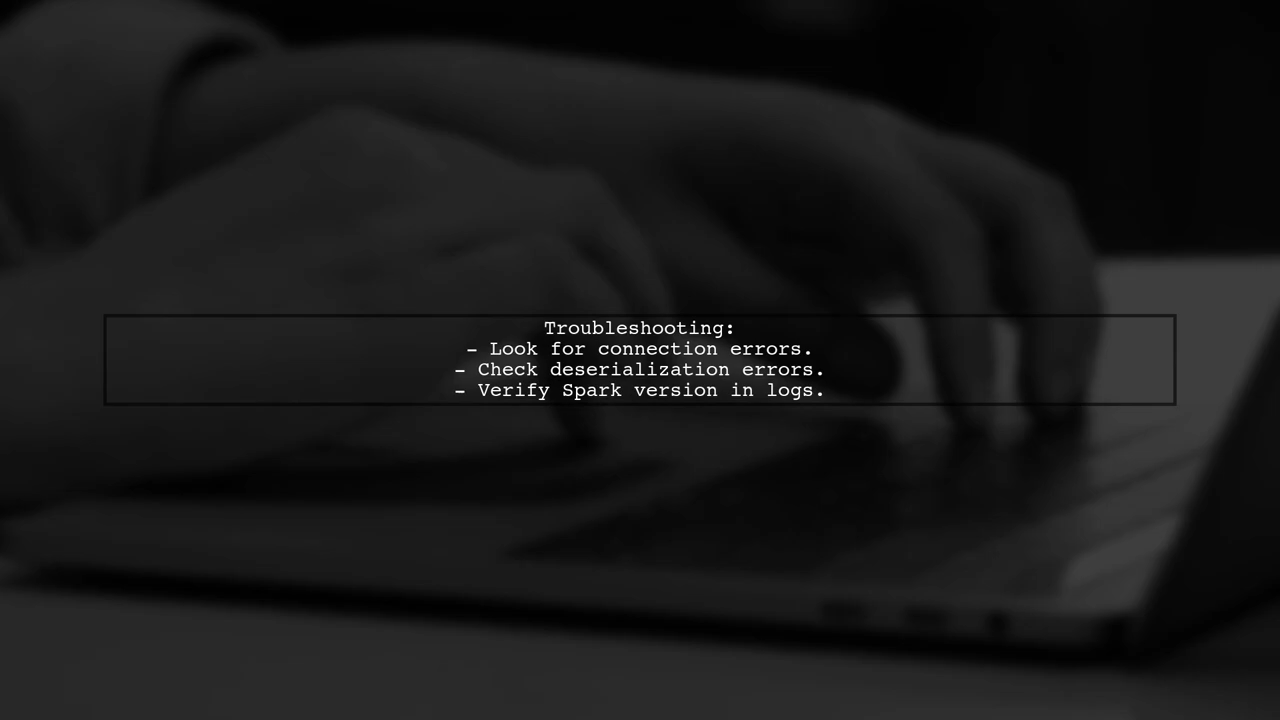 Troubleshooting:
– Look for connection errors.
– Check deserialization errors.
– Verify Spark version in logs.